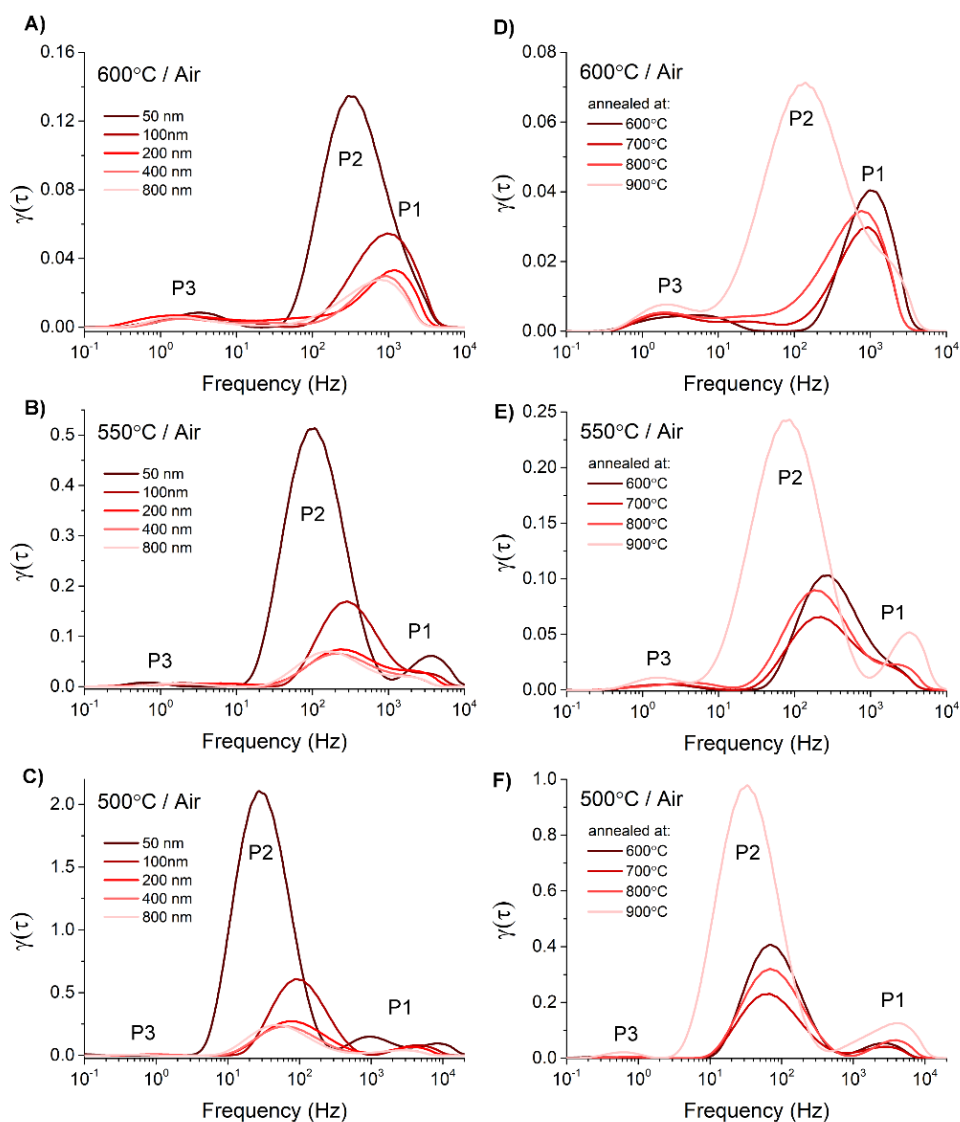 A)
600°C / Air
50 nm
100nm
200 nm
400 nm
800 nm
P2
P1
P3
γ(τ)
0.16
0.12
0.08
0.04
0.00
10-1 100 101 102 103 104
Frequency (Hz)
D)
600°C / Air
annealed at:
600°C
700°C
800°C
900°C
P2
P1
P3
γ(τ)
0.08
0.06
0.04
0.02
0.00
10-1 100 101 102 103 104
Frequency (Hz)
B)
550°C / Air
50 nm
100nm
200 nm
400 nm
800 nm
P2
P1
P3
γ(τ)
0.5
0.4
0.3
0.2
0.1
0.0
10-1 100 101 102 103 104
Frequency (Hz)
E)
550°C / Air
annealed at:
600°C
700°C
800°C
900°C
P2
P1
P3
γ(τ)
0.25
0.20
0.15
0.10
0.05
0.00
10-1 100 101 102 103 104
Frequency (Hz)
C)
500°C / Air
50 nm
100nm
200 nm
400 nm
800 nm
P2
P1
P3
γ(τ)
2.0
1.5
1.0
0.5
0.0
10-1 100 101 102 103 104
Frequency (Hz)
F)
500°C / Air
annealed at:
600°C
700°C
800°C
900°C
P2
P1
P3
γ(τ)
1.0
0.8
0.6
0.4
0.2
0.0
10-1 100 101 102 103 104
Frequency (Hz)